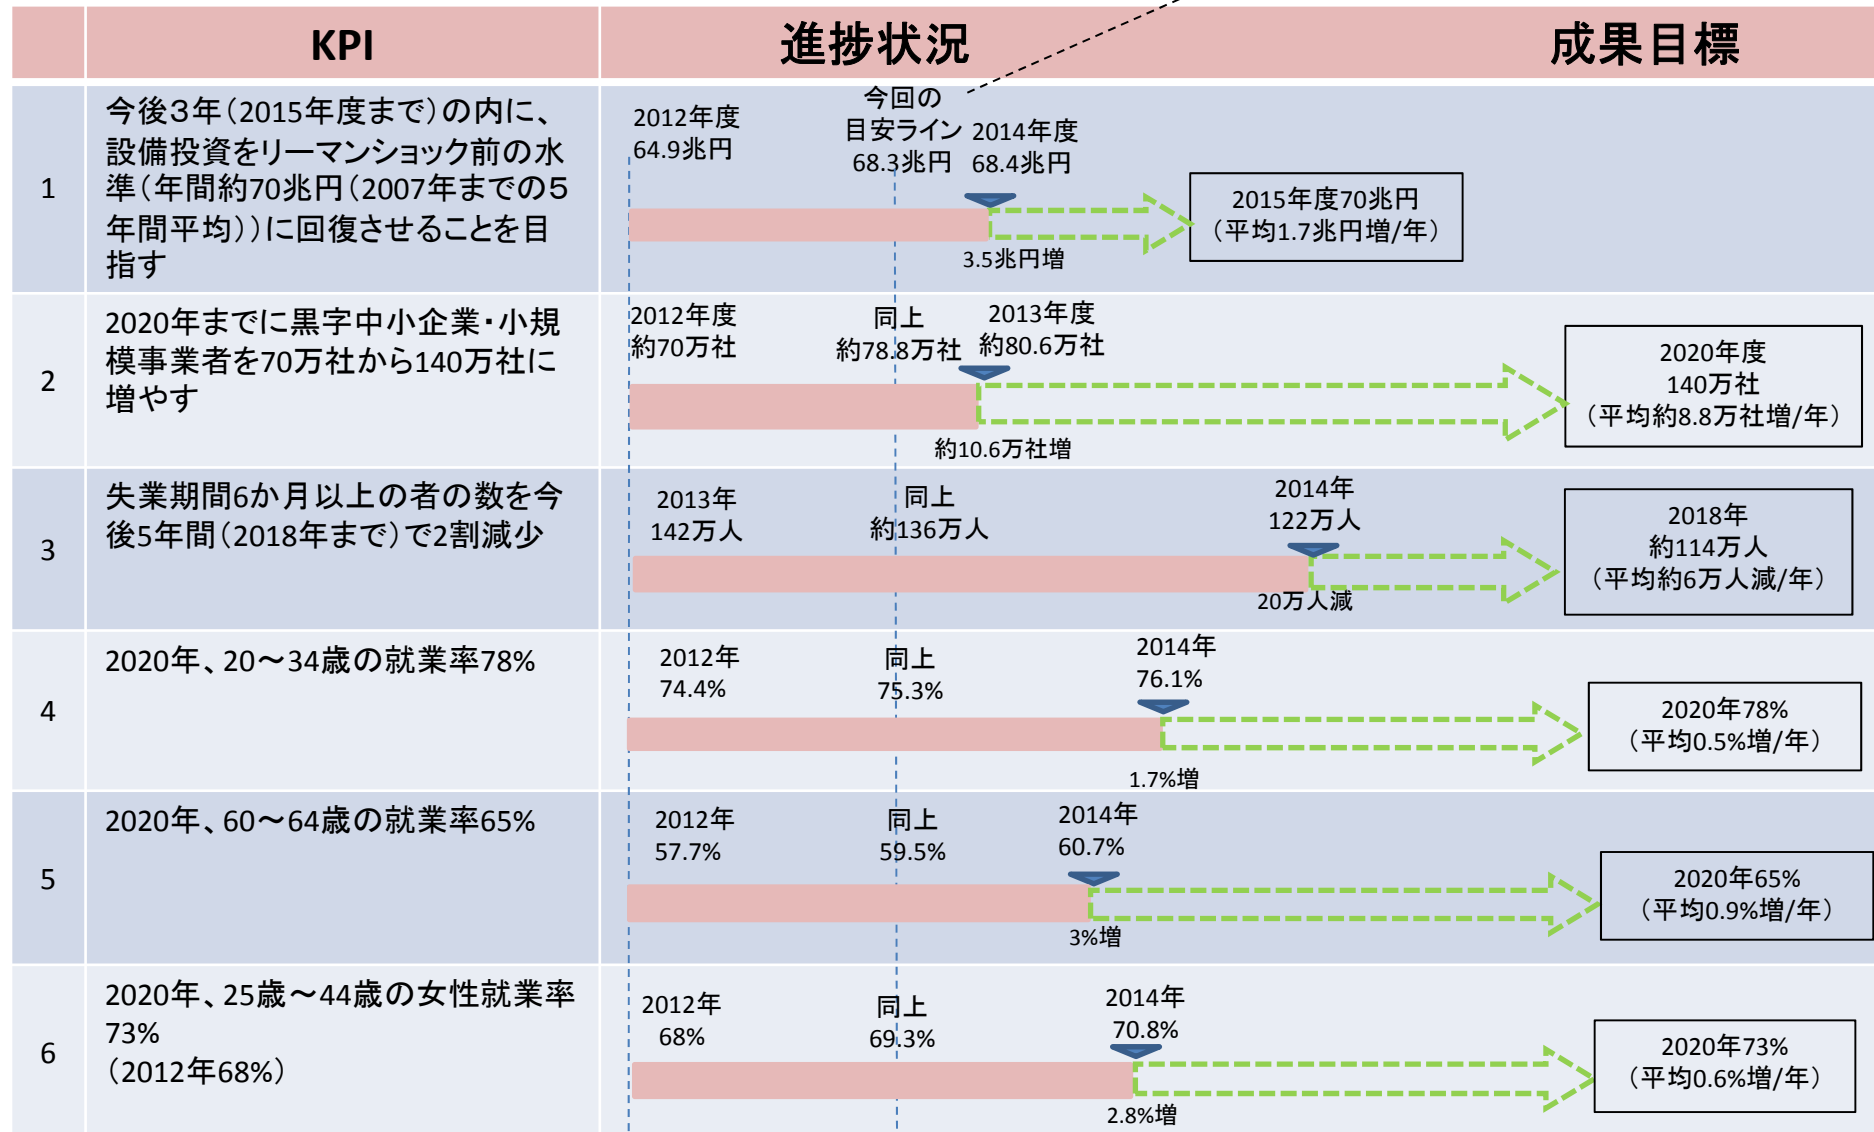 KPI
進捗状況
成果目標
1
今後３年（2015年度まで）の内に、
設備投資をリーマンショック前の水
準（年間約70兆円（2007年までの５
年間平均））に回復させることを目
指す
2012年度
64.9兆円
今回の
目安ライン
68.3兆円
2014年度
68.4兆円
3.5兆円増
2015年度70兆円
（平均1.7兆円増/年）
2
2020年までに黒字中小企業・小規
模事業者を70万社から140万社に
増やす
2012年度
約70万社
同上
約78.8万社
2013年度
約80.6万社
約10.6万社増
2020年度
140万社
（平均約8.8万社増/年）
3
失業期間6か月以上の者の数を今
後5年間（2018年まで）で2割減少
2013年
142万人
同上
約136万人
2014年
122万人
20万人減
2018年
約114万人
（平均約6万人減/年）
4
2020年、20～34歳の就業率78%
2012年
74.4%
同上
75.3%
2014年
76.1%
1.7%増
2020年78%
（平均0.5%増/年）
5
2020年、60～64歳の就業率65%
2012年
57.7%
同上
59.5%
2014年
60.7%
3%増
2020年65%
（平均0.9%増/年）
6
2020年、25歳～44歳の女性就業率
73%
（2012年68%）
2012年
68%
同上
69.3%
2014年
70.8%
2.8%増
2020年73%
（平均0.6%増/年）